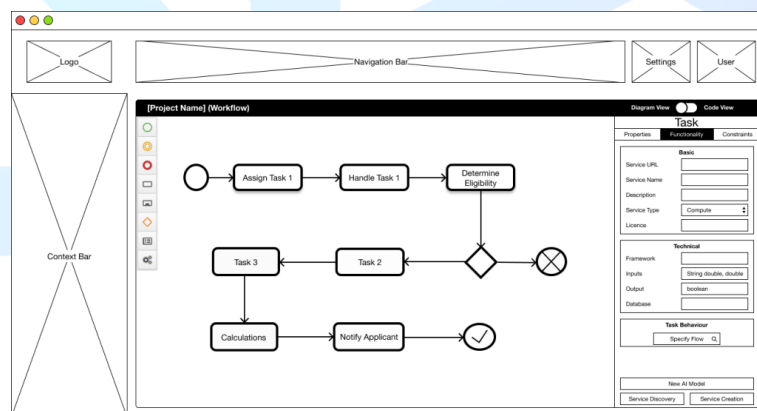 Logo
Navigation Bar
Settings
User
[Project Name] (Workflow)
Diagram View
Code View
Task
Properties
Functionality
Constraints
Basic
Service URL
Service Name
Description
Service Type
Compute
Licence
Technical
Framework
Inputs
String double, double
Output
boolean
Database
Task Behaviour
Specify Flow
New AI Model
Service Discovery
Service Creation
Context Bar
Assign Task 1
Handle Task 1
Determine
Eligibility
Task 3
Task 2
Calculations
Notify Applicant